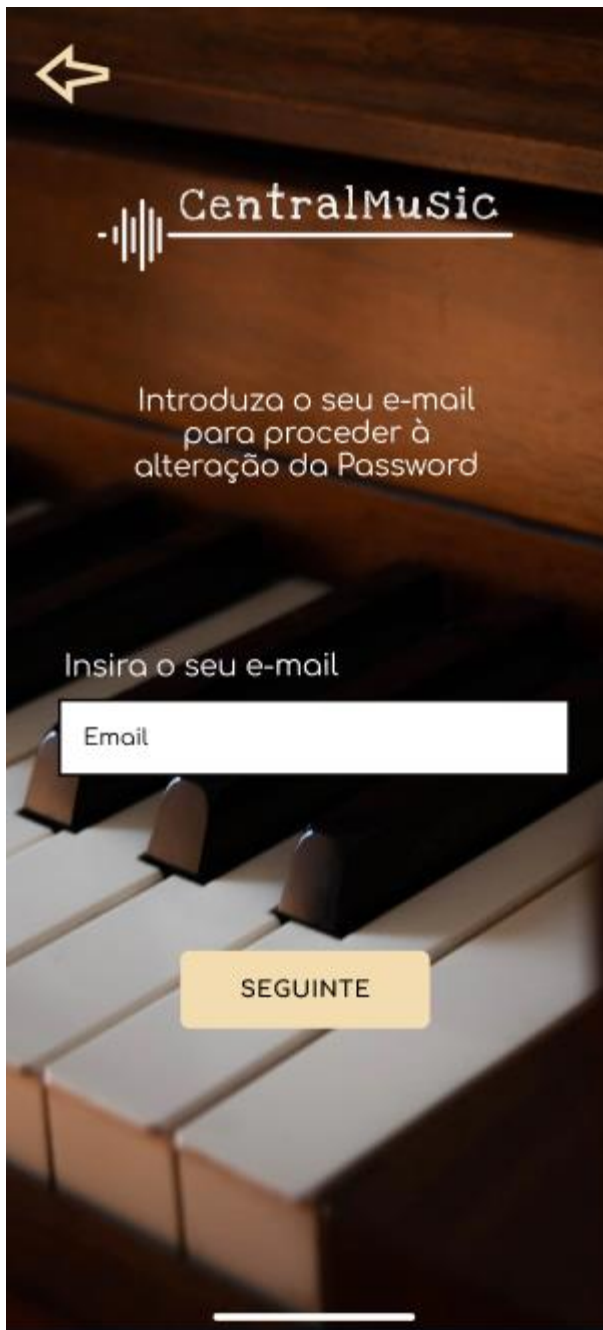 CentralMusic
Introduza o seu e-mail
para proceder à
alteração da Password
Insira o seu e-mail
Email
SEGUINTE